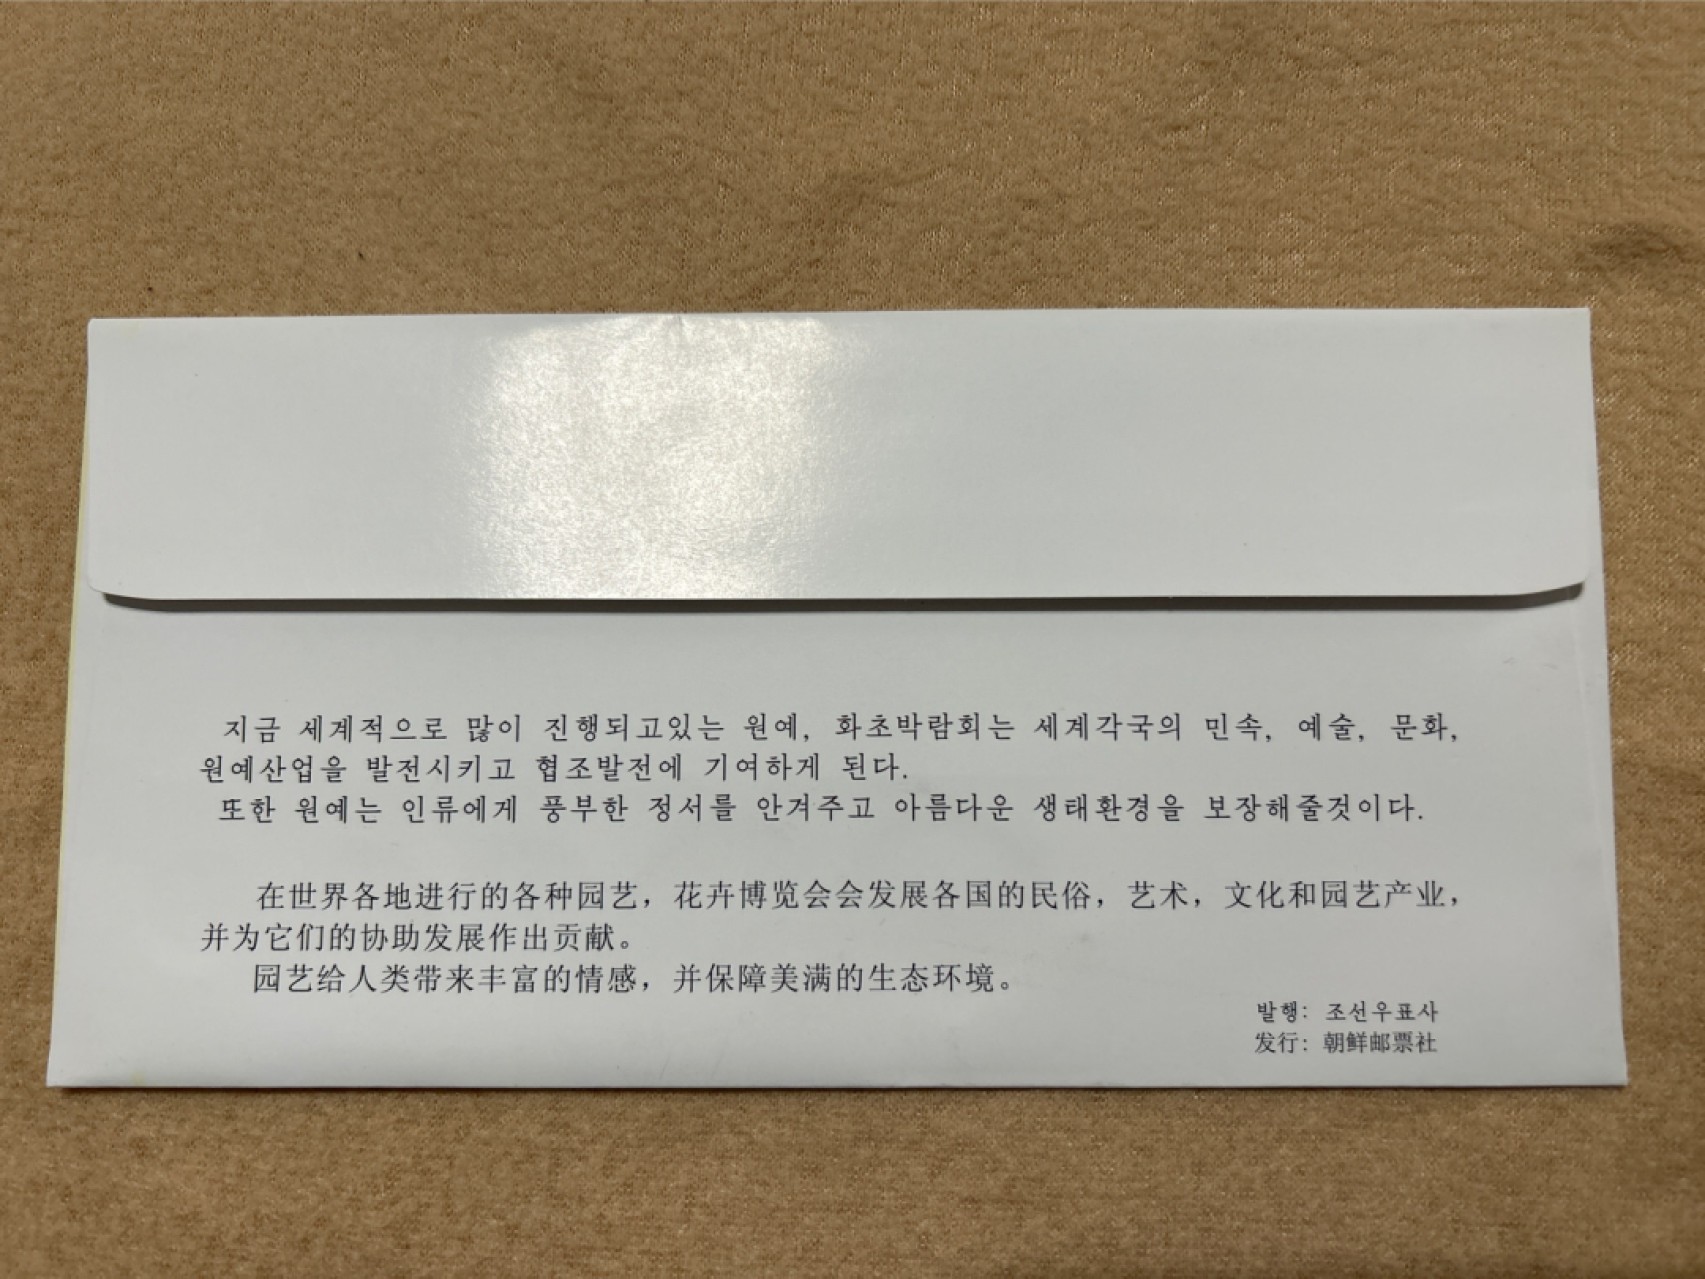 지금 세계적으로 많이 진행되고있는 원예, 화초박람회는 세계각국의 민속, 예술, 문화,
원예산업을 발전시키고 협조발전에 기여하게 된다.
또한 원예는 인류에게 풍부한 정서를 안겨주고 아름다운 생태환경을 보장해줄것이다.
在世界各地进行的各种园艺，花卉博览会会发展各国的民俗，艺术，文化和园艺产业，
并为它们的协助发展作出贡献。
园艺给人类带来丰富的情感，并保障美满的生态环境。
발행: 조선우표사
发行: 朝鲜邮票社